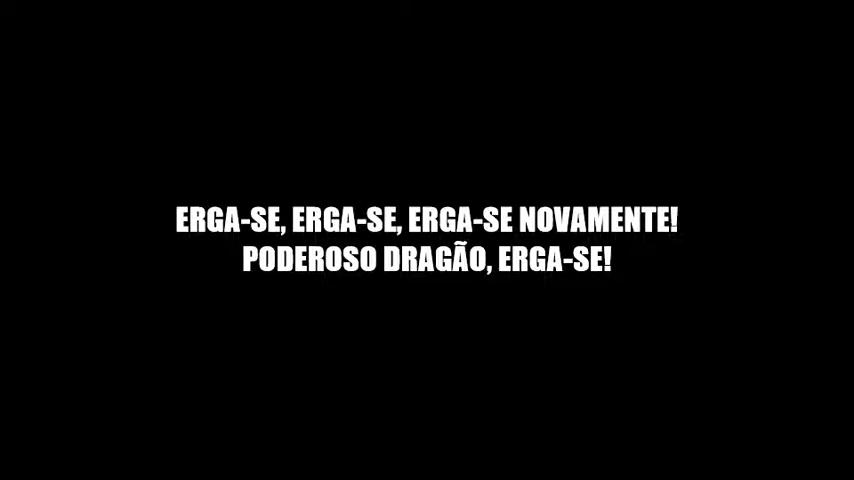 ERGA-SE, ERGA-SE, ERGA-SE NOVAMENTE!
PODEROSO DRAGÃO, ERGA-SE!